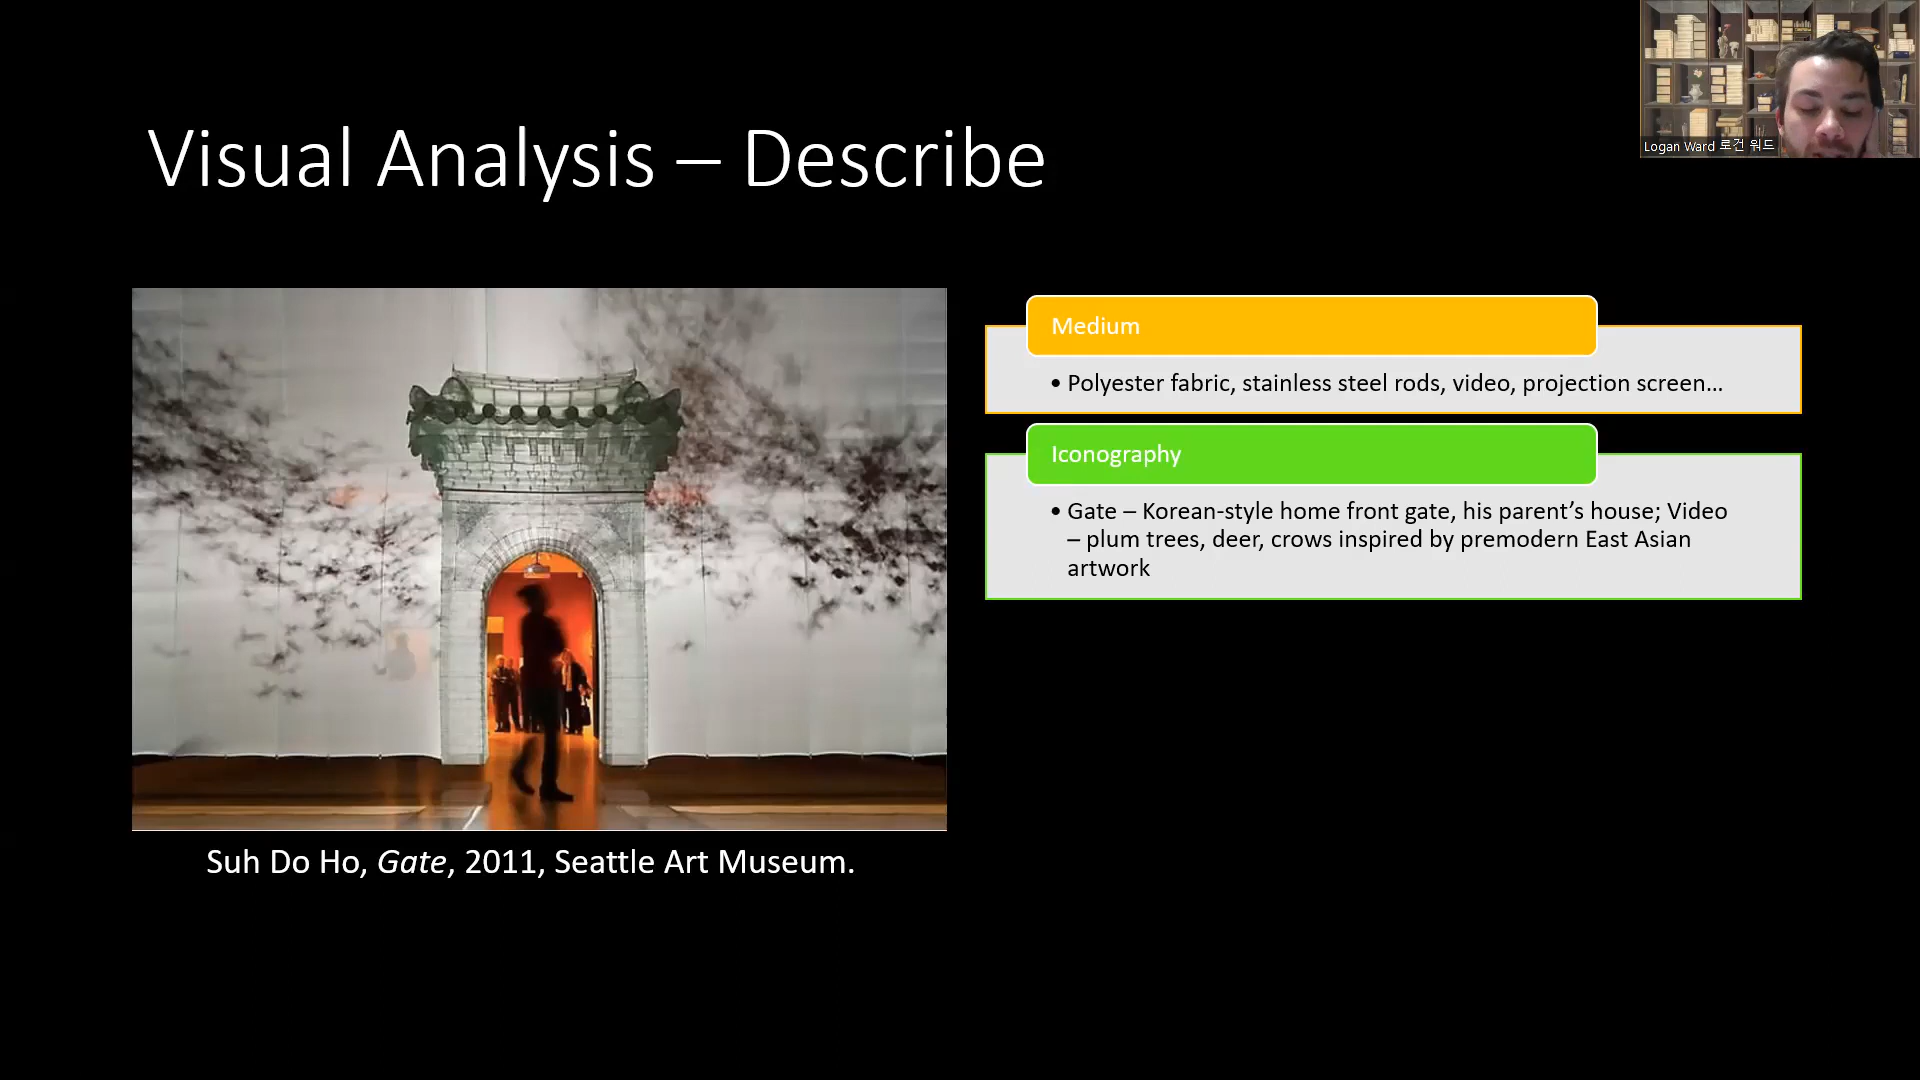 Visual Analysis – Describe
Logan Ward 로건 워드
Medium
• Polyester fabric, stainless steel rods, video, projection screen…
Iconography
• Gate – Korean-style home front gate, his parent’s house; Video
– plum trees, deer, crows inspired by premodern East Asian
artwork
Suh Do Ho, Gate, 2011, Seattle Art Museum.